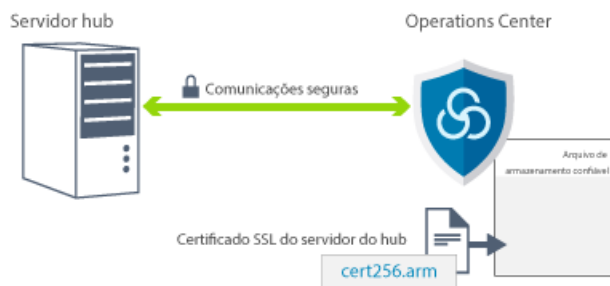 Servidor hub
Operations Center
Comunicações seguras
Arquivo de
armazenamento confiável
Certificado SSL do servidor do hub
cert256.arm